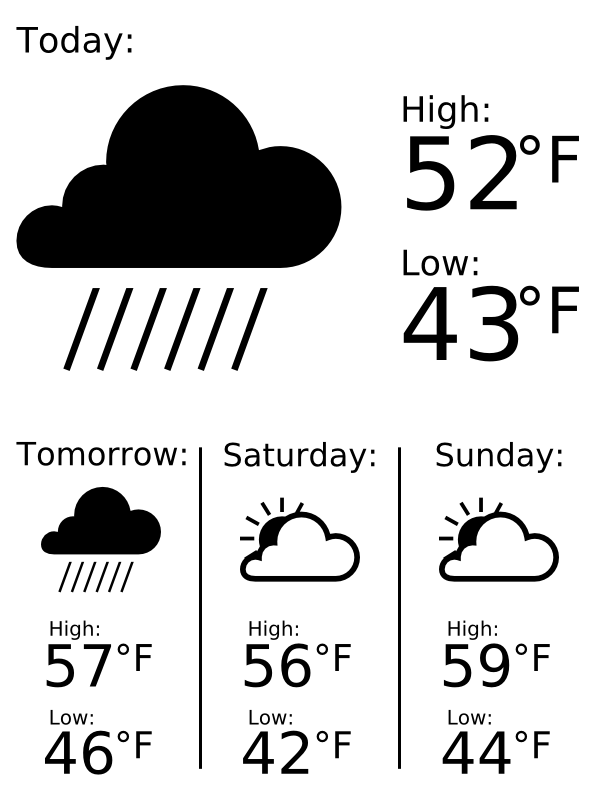 Today:
High:
52°F
Low:
43°F
Tomorrow:
High:
57°F
Low:
46°F
Saturday:
High:
56°F
Low:
42°F
Sunday:
High:
59°F
Low:
44°F